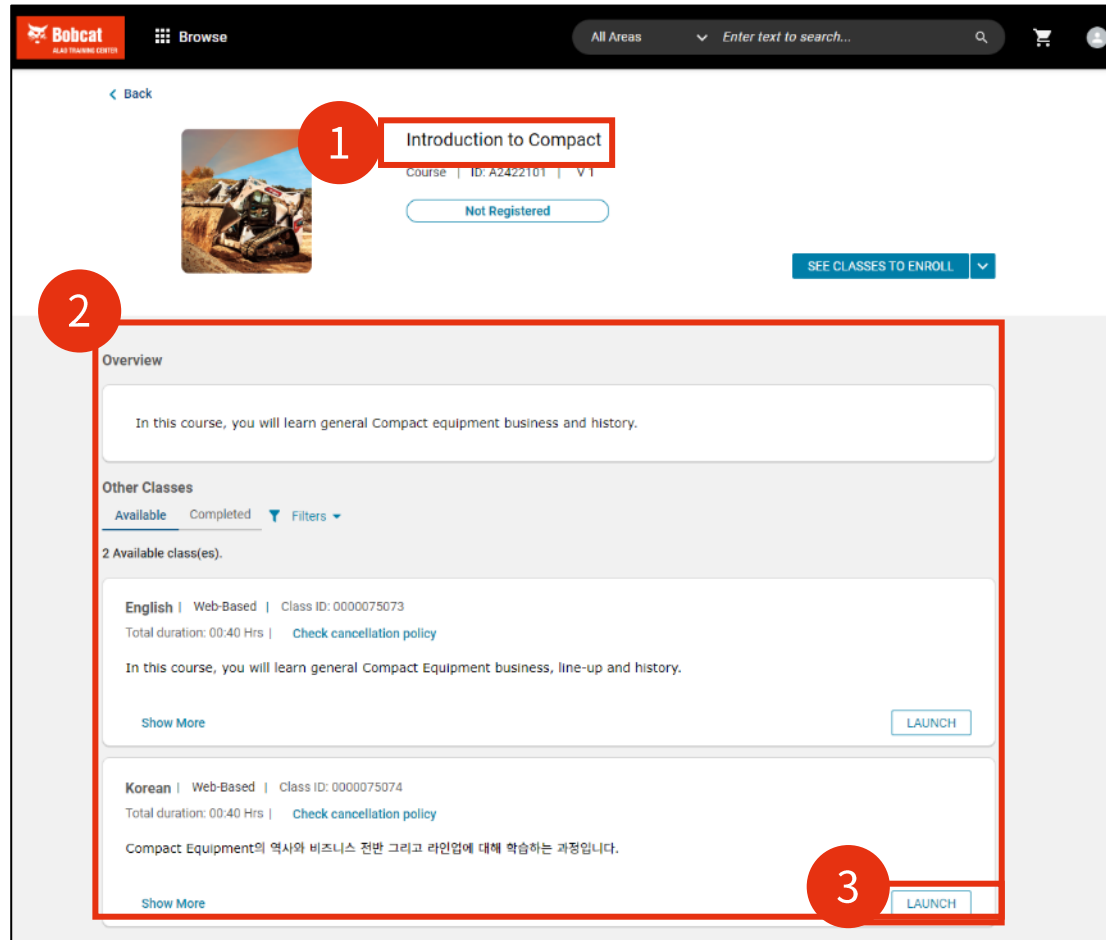 Bobcat
ALAO TRAINING CENTER
Browse
All Areas
Enter text to search...
Back
1
Introduction to Compact
Course | ID: A2422101 | V 1
Not Registered
SEE CLASSES TO ENROLL
2
Overview
In this course, you will learn general Compact equipment business and history.
Other Classes
Available Completed Filters
2 Available class(es).
English | Web-Based | Class ID: 0000075073
Total duration: 00:40 Hrs | Check cancellation policy
In this course, you will learn general Compact Equipment business, line-up and history.
Show More LAUNCH
Korean | Web-Based | Class ID: 0000075074
Total duration: 00:40 Hrs | Check cancellation policy
Compact Equipment의 역사와 비즈니스 전반 그리고 라인업에 대해 학습하는 과정입니다.
3
Show More LAUNCH